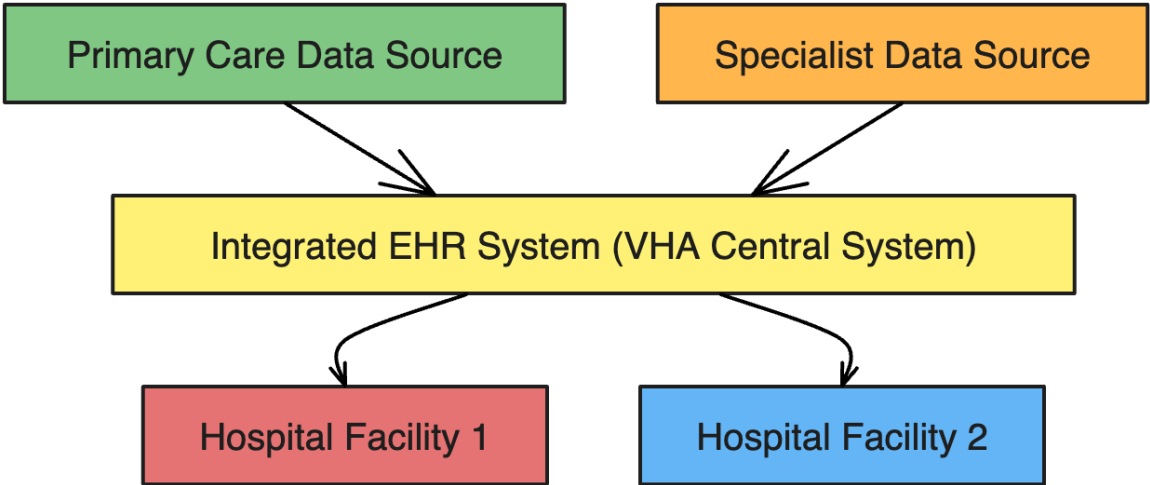 Primary Care Data Source
Specialist Data Source
Integrated EHR System (VHA Central System)
Hospital Facility 1
Hospital Facility 2